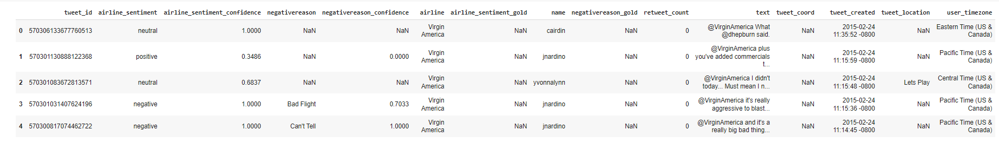 tweet_id airline_sentiment airline_sentiment_confidence negativereason negativereason_confidence airline airline_sentiment_gold name negativereason_gold retweet_count text tweet_coord tweet_created tweet_location user_timezone
0 570306133677760513 neutral 1.0000 NaN NaN Virgin America NaN cairdin NaN 0 @VirginAmerica What @dhepburn said. NaN 2015-02-24 11:35:52 -0800 NaN Eastern Time (US & Canada)
1 570301130888122368 positive 0.3486 NaN 0.0000 Virgin America NaN jnardino NaN 0 @VirginAmerica plus you've added commercials t... NaN 2015-02-24 11:15:59 -0800 NaN Pacific Time (US & Canada)
2 570301083672813571 neutral 0.6837 NaN NaN Virgin America NaN yvonnalynn NaN 0 @VirginAmerica I didn't today... Must mean I n... NaN 2015-02-24 11:15:48 -0800 Lets Play Central Time (US & Canada)
3 570301031407624196 negative 1.0000 Bad Flight 0.7033 Virgin America NaN jnardino NaN 0 @VirginAmerica it's really aggressive to blast... NaN 2015-02-24 11:15:36 -0800 NaN Pacific Time (US & Canada)
4 570300817074462722 negative 1.0000 Can't Tell 1.0000 Virgin America NaN jnardino NaN 0 @VirginAmerica and it's a really big bad thing... NaN 2015-02-24 11:14:45 -0800 NaN Pacific Time (US & Canada)